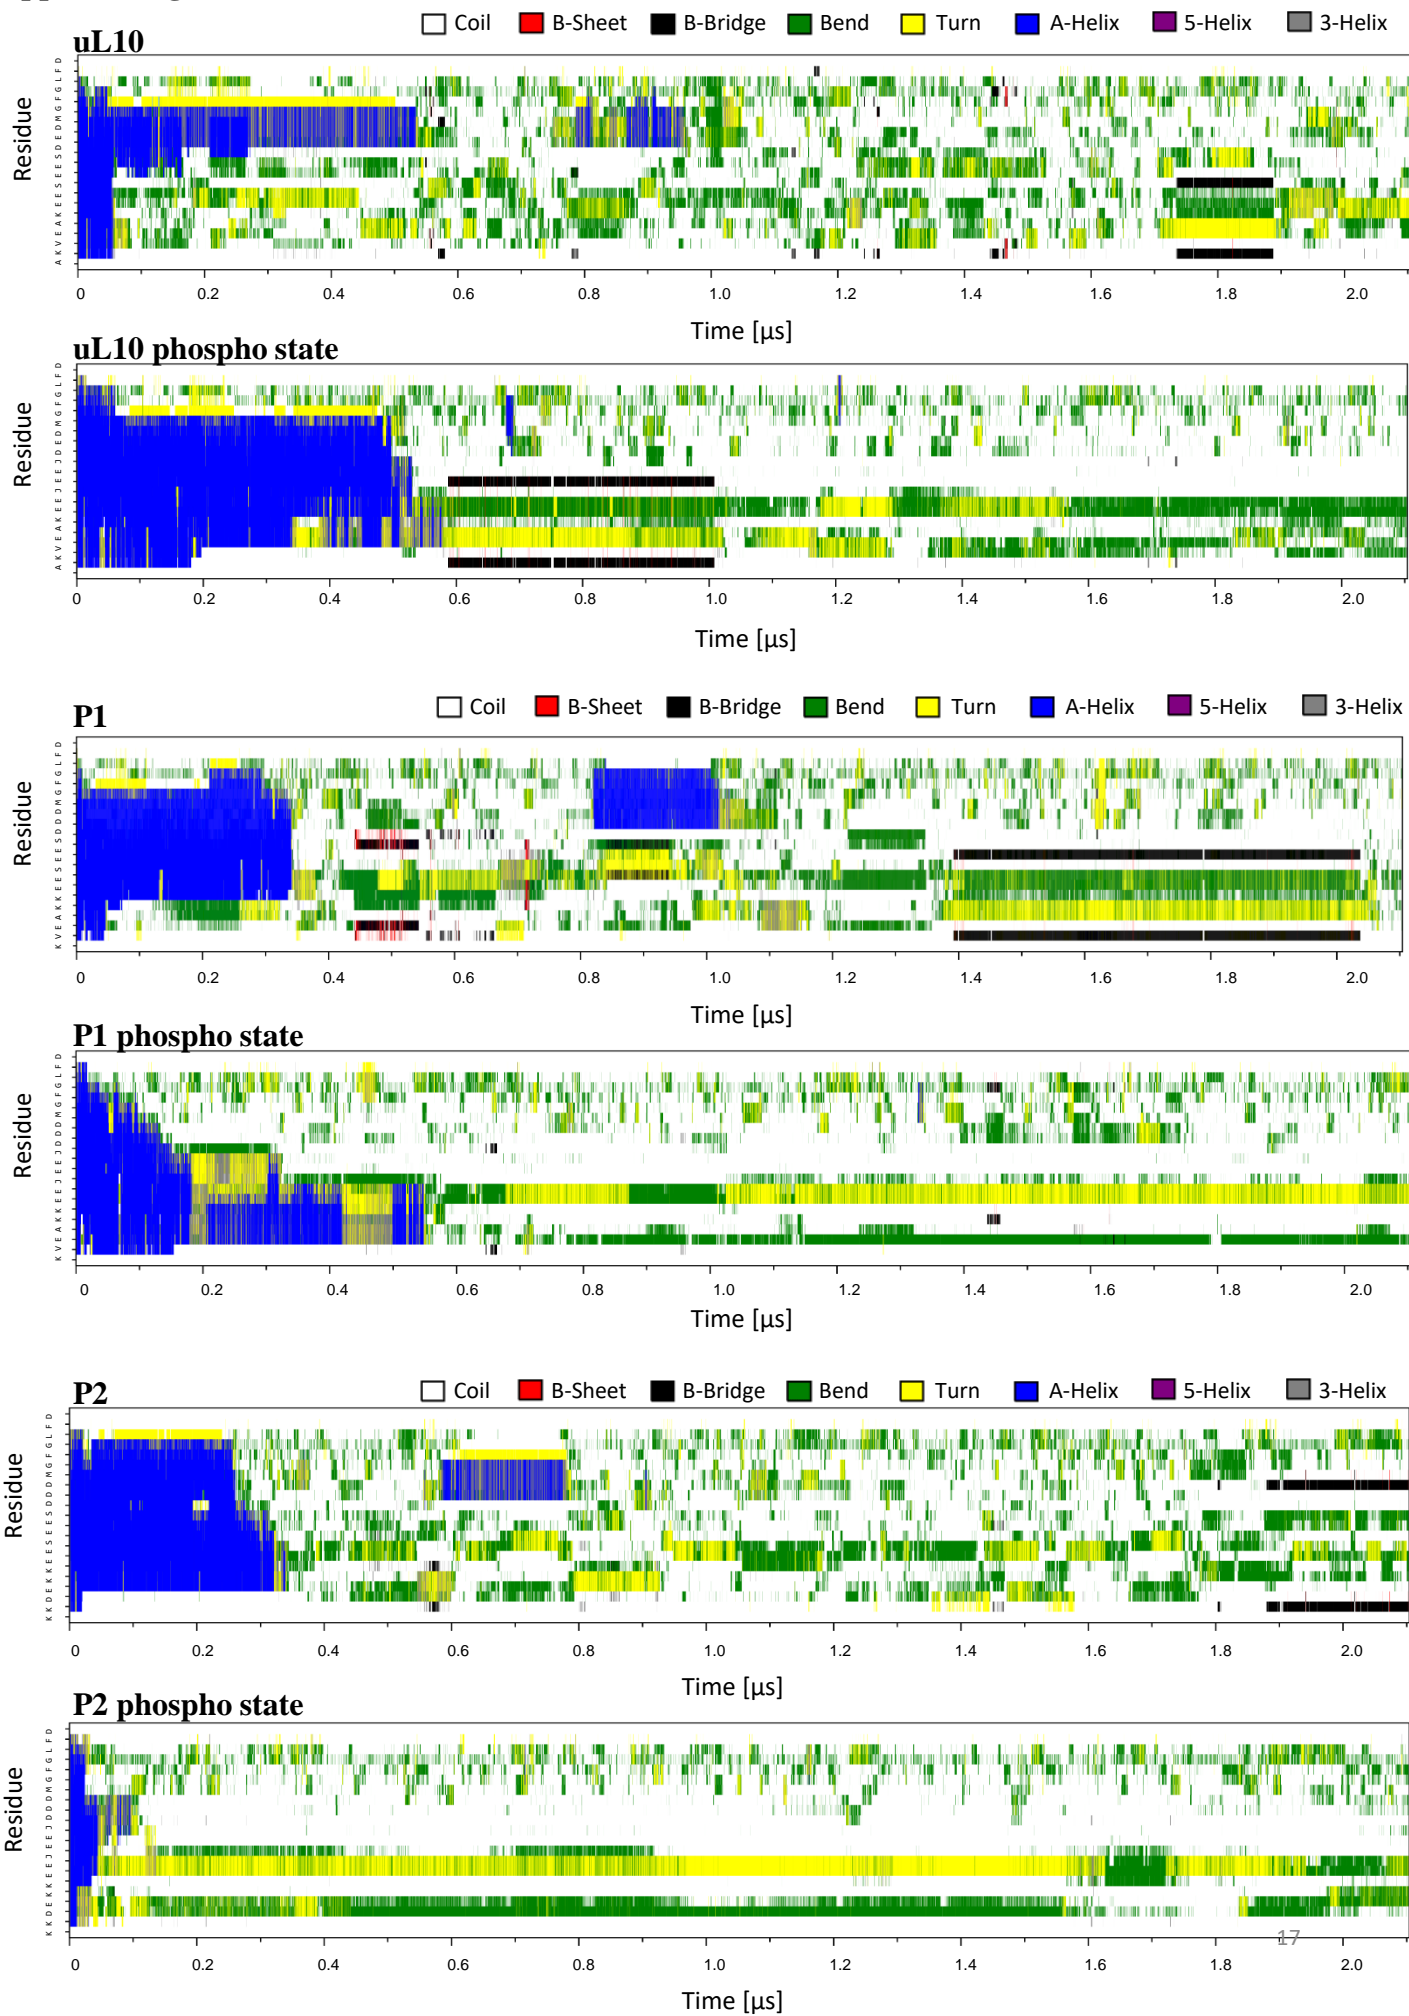 Coil B-Sheet B-Bridge Bend Turn A-Helix 5-Helix 3-Helix
uL10
Residue
A K V E A K E E S E E S D E D M G F G L F D
0 0.2 0.4 0.6 0.8 1.0 1.2 1.4 1.6 1.8 2.0
Time [µs]
uL10 phospho state
Residue
A K V E A K E E J E E J D E D M G F G L F D
0 0.2 0.4 0.6 0.8 1.0 1.2 1.4 1.6 1.8 2.0
Time [µs]
Coil B-Sheet B-Bridge Bend Turn A-Helix 5-Helix 3-Helix
P1
Residue
K V E A K K E E S E E S D D D M G F G L F D
0 0.2 0.4 0.6 0.8 1.0 1.2 1.4 1.6 1.8 2.0
Time [µs]
P1 phospho state
Residue
K V E A K K E E J E E J D D D M G F G L F D
0 0.2 0.4 0.6 0.8 1.0 1.2 1.4 1.6 1.8 2.0
Time [µs]
Coil B-Sheet B-Bridge Bend Turn A-Helix 5-Helix 3-Helix
P2
Residue
K K D E K K E E S E E S D D D M G F G L F D
0 0.2 0.4 0.6 0.8 1.0 1.2 1.4 1.6 1.8 2.0
Time [µs]
P2 phospho state
Residue
K K D E K K E E J E E J D D D M G F G L F D
17
0 0.2 0.4 0.6 0.8 1.0 1.2 1.4 1.6 1.8 2.0
Time [µs]